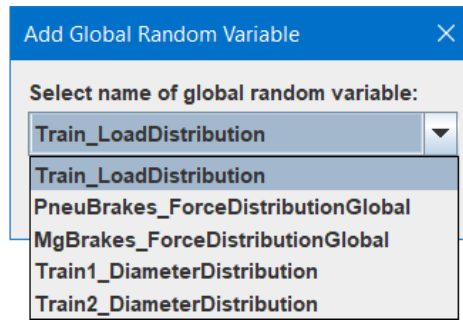 Add Global Random Variable
Select name of global random variable:
Train_LoadDistribution
Train_LoadDistribution
PneuBrakes_ForceDistributionGlobal
MgBrakes_ForceDistributionGlobal
Train1_DiameterDistribution
Train2_DiameterDistribution